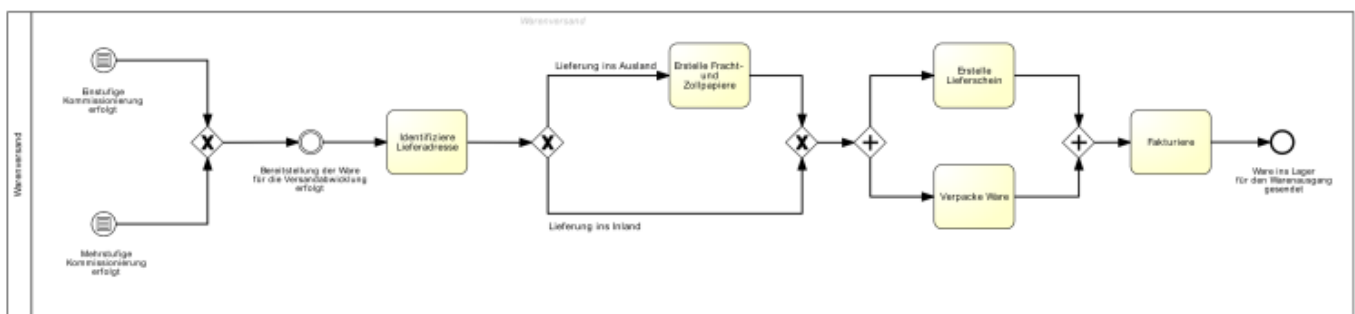 Warenversand
Warenversand
Einstufige
Kommissionierung
erfolgt
Mehrstufige
Kommissionierung
erfolgt
Bereitstellung der Ware
für die Versandabwicklung
erfolgt
Identifiziere
Lieferadresse
Lieferung ins Ausland
Erstelle Fracht-
und
Zollpapiere
Lieferung ins Inland
Erstelle
Lieferschein
Verpacke Ware
Fakturiere
Ware ins Lager
für den Warenausgang
gesendet